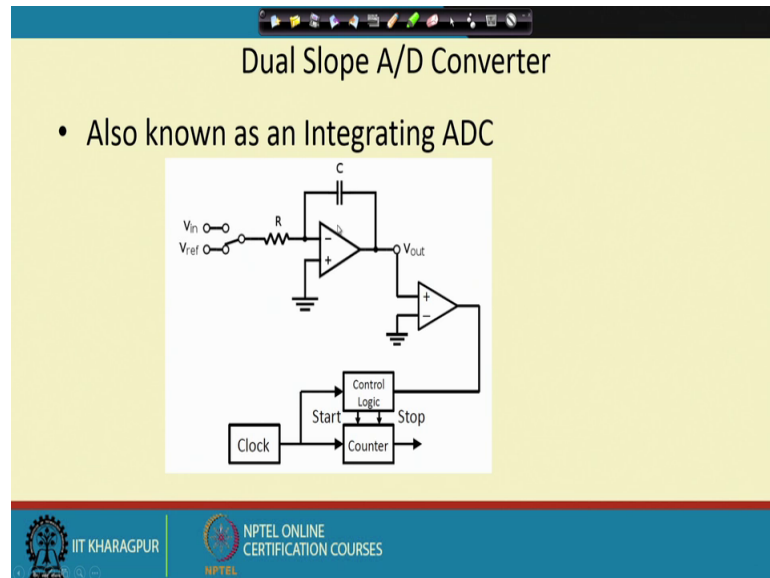 Dual Slope A/D Converter
• Also known as an Integrating ADC
C
Vin
R
Vref
−
+
Vout
+
−
Control
Logic
Start
Stop
Clock
Counter
IIT KHARAGPUR
NPTEL
NPTEL ONLINE
CERTIFICATION COURSES